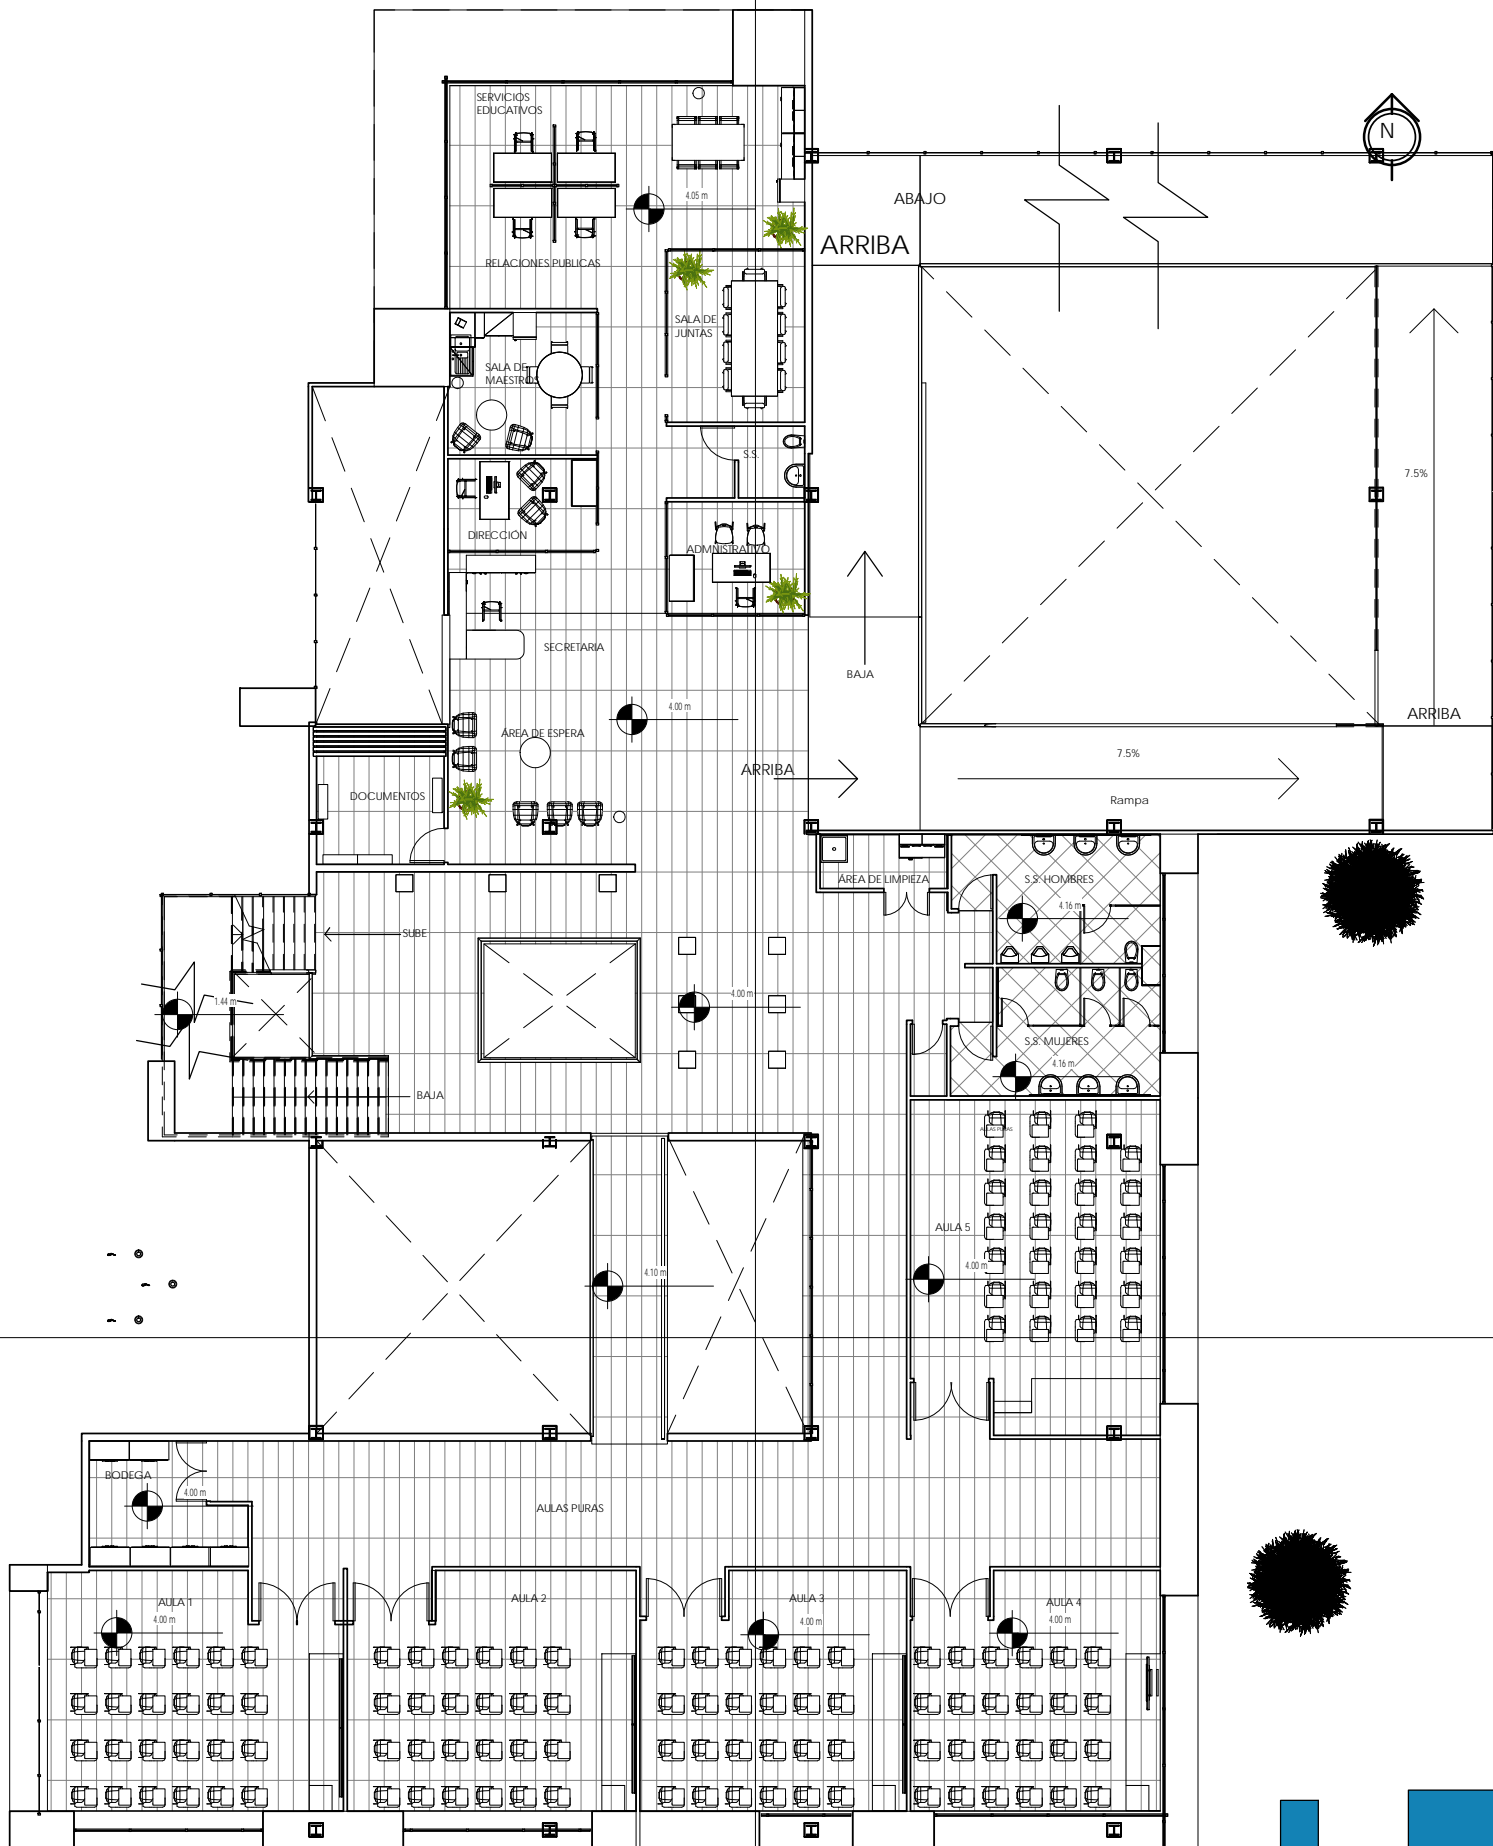 SERVICIOS
EDUCATIVOS
N
4.05 m
ABAJO
ARRIBA
RELACIONES PUBLICAS
SALA DE
JUNTAS
SALA DE
MAESTROS
7.5%
S.S.
DIRECCIÓN
ADMNISTRATIVO
SECRETARIA
BAJA
4.00 m
ÁREA DE ESPERA
ARRIBA
7.5%
ARRIBA
DOCUMENTOS
Rampa
ÁREA DE LIMPIEZA
S.S. HOMBRES
4.16 m
SUBE
1.44 m
4.00 m
S.S. MUJERES
4.16 m
BAJA
AULAS PURAS
AULA 5
4.10 m
4.00 m
BODEGA
4.00 m
AULAS PURAS
AULA 1
4.00 m
AULA 2
AULA 3
4.00 m
AULA 4
4.00 m